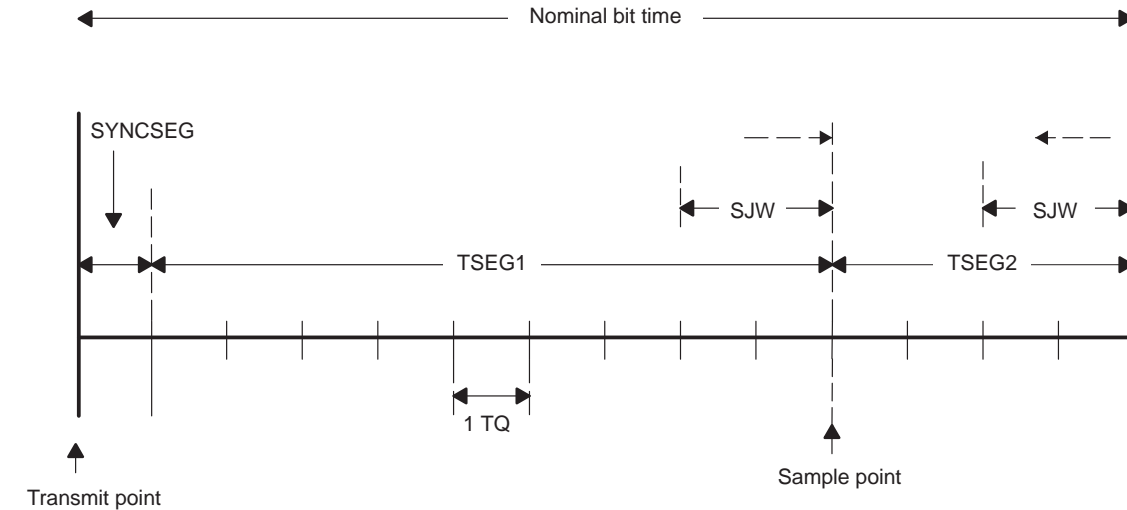 Nominal bit time
SYNCSEG
SJW
SJW
TSEG1
TSEG2
1 TQ
Sample point
Transmit point